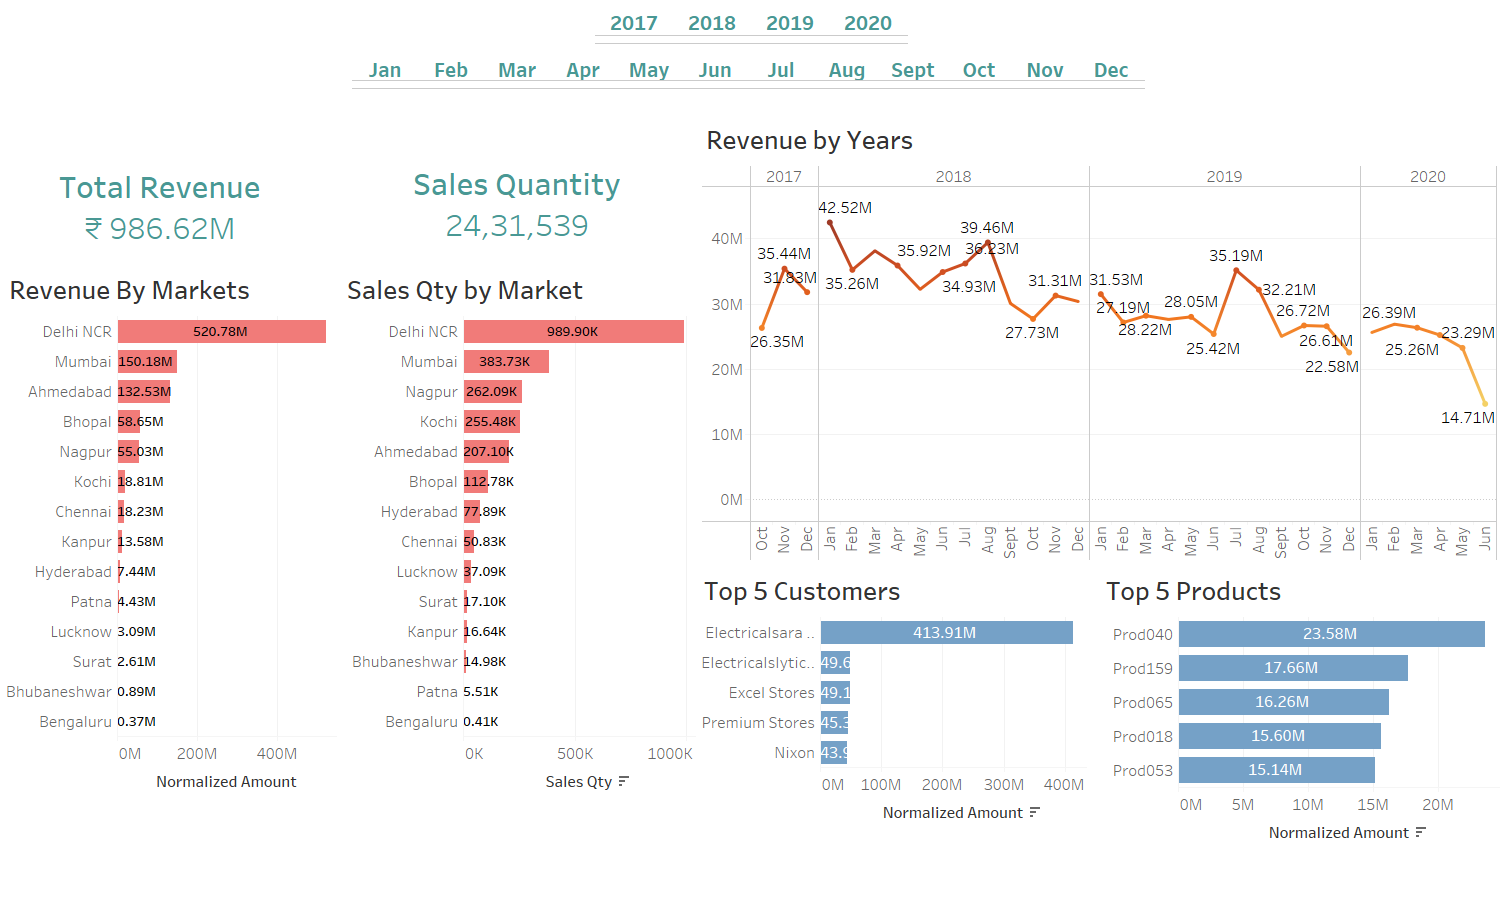 2017 2018 2019 2020
Jan Feb Mar Apr May Jun Jul Aug Sept Oct Nov Dec
Total Revenue
₹ 986.62M
Sales Quantity
24,31,539
Revenue By Markets
Delhi NCR 520.78M
Mumbai 150.18M
Ahmedabad 132.53M
Bhopal 58.65M
Nagpur 55.03M
Kochi 18.81M
Chennai 18.23M
Kanpur 13.58M
Hyderabad 7.44M
Patna 4.43M
Lucknow 3.09M
Surat 2.61M
Bhubaneshwar 0.89M
Bengaluru 0.37M
0M 200M 400M
Normalized Amount
Sales Qty by Market
Delhi NCR 989.90K
Mumbai 383.73K
Nagpur 262.09K
Kochi 255.48K
Ahmedabad 207.10K
Bhopal 112.78K
Hyderabad 77.89K
Chennai 50.83K
Lucknow 37.09K
Surat 17.10K
Kanpur 16.64K
Bhubaneshwar 14.98K
Patna 5.51K
Bengaluru 0.41K
0K 500K 1000K
Sales Qty
Revenue by Years
2017 2018 2019 2020
40M
30M
20M
10M
0M
26.35M 35.44M 31.83M
42.52M 35.26M 35.92M 34.93M 36.23M 39.46M 27.73M 31.31M
31.53M 27.19M 28.22M 28.05M 25.42M 35.19M 32.21M 26.72M 26.61M 22.58M
26.39M 25.26M 23.29M 14.71M
Oct Nov Dec Jan Feb Mar Apr May Jun Jul Aug Sept Oct Nov Dec Jan Feb Mar Apr May Jun Jul Aug Sept Oct Nov Dec Jan Feb Mar Apr May Jun
Top 5 Customers
Electricalsara .. 413.91M
Electricalslytic.. 49.6
Excel Stores 49.1
Premium Stores 45.3
Nixon 43.9
0M 100M 200M 300M 400M
Normalized Amount
Top 5 Products
Prod040 23.58M
Prod159 17.66M
Prod065 16.26M
Prod018 15.60M
Prod053 15.14M
0M 5M 10M 15M 20M
Normalized Amount